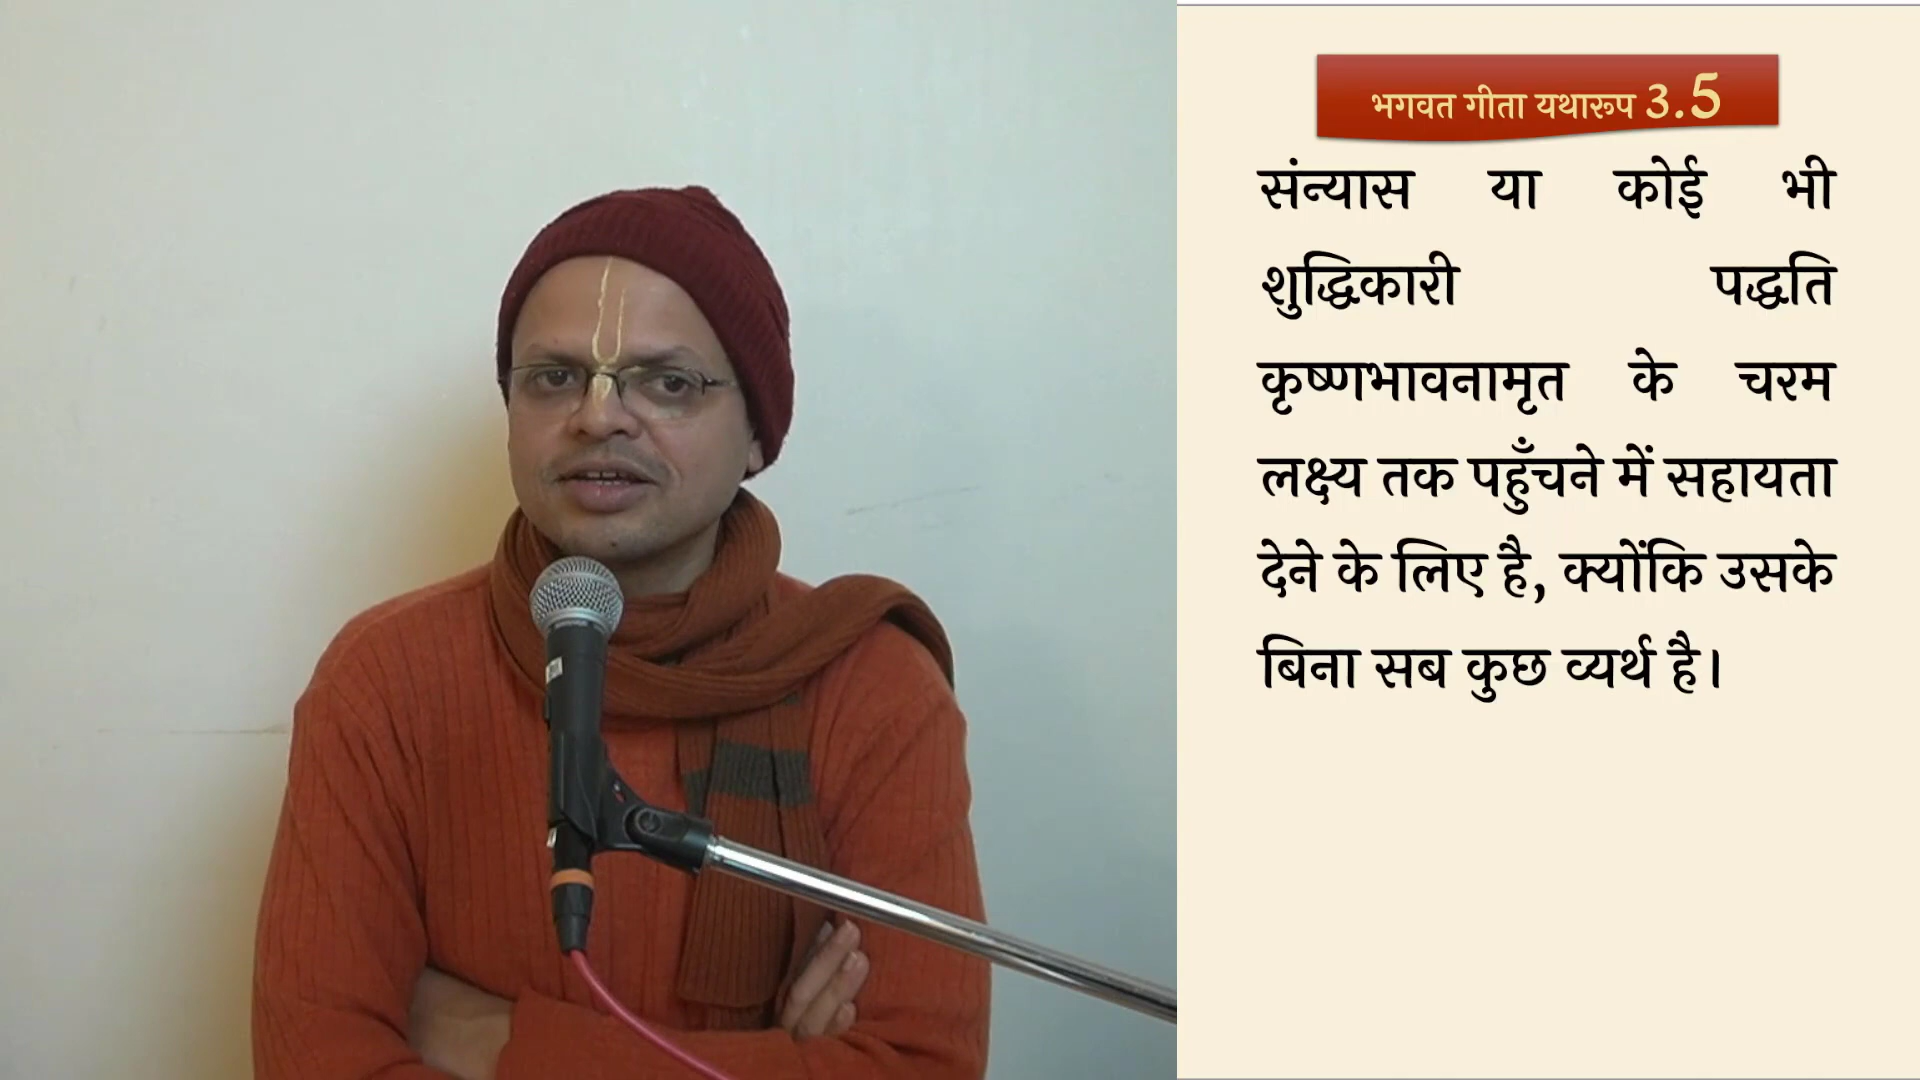 भगवत गीता यथारूप 3.5
संन्यास या कोई भी
शुद्धिकारी पद्धति
कृष्णभावनामृत के चरम
लक्ष्य तक पहुँचने में सहायता
देने के लिए है, क्योंकि उसके
बिना सब कुछ व्यर्थ है।